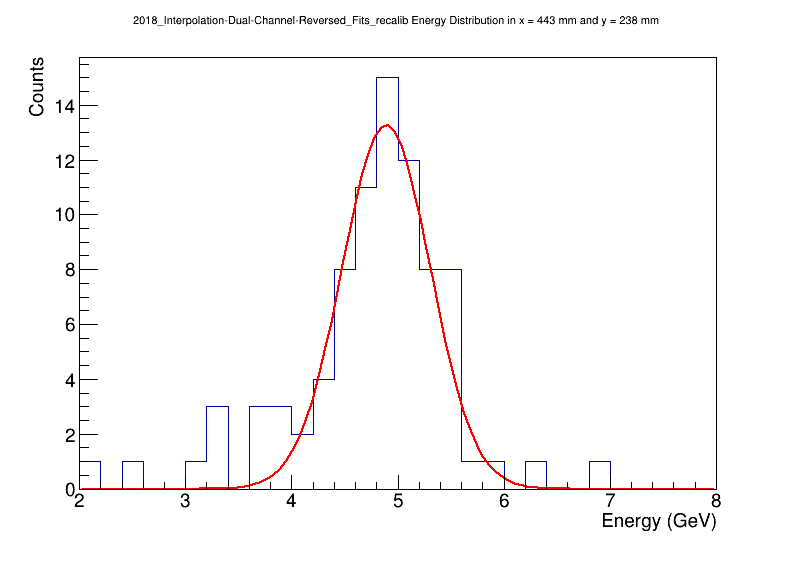 2018_Interpolation-Dual-Channel-Reversed_Fits_recalib Energy Distribution in x = 443 mm and y = 238 mm
Counts
14
12
10
8
6
4
2
0
2 3 4 5 6 7 8
Energy (GeV)